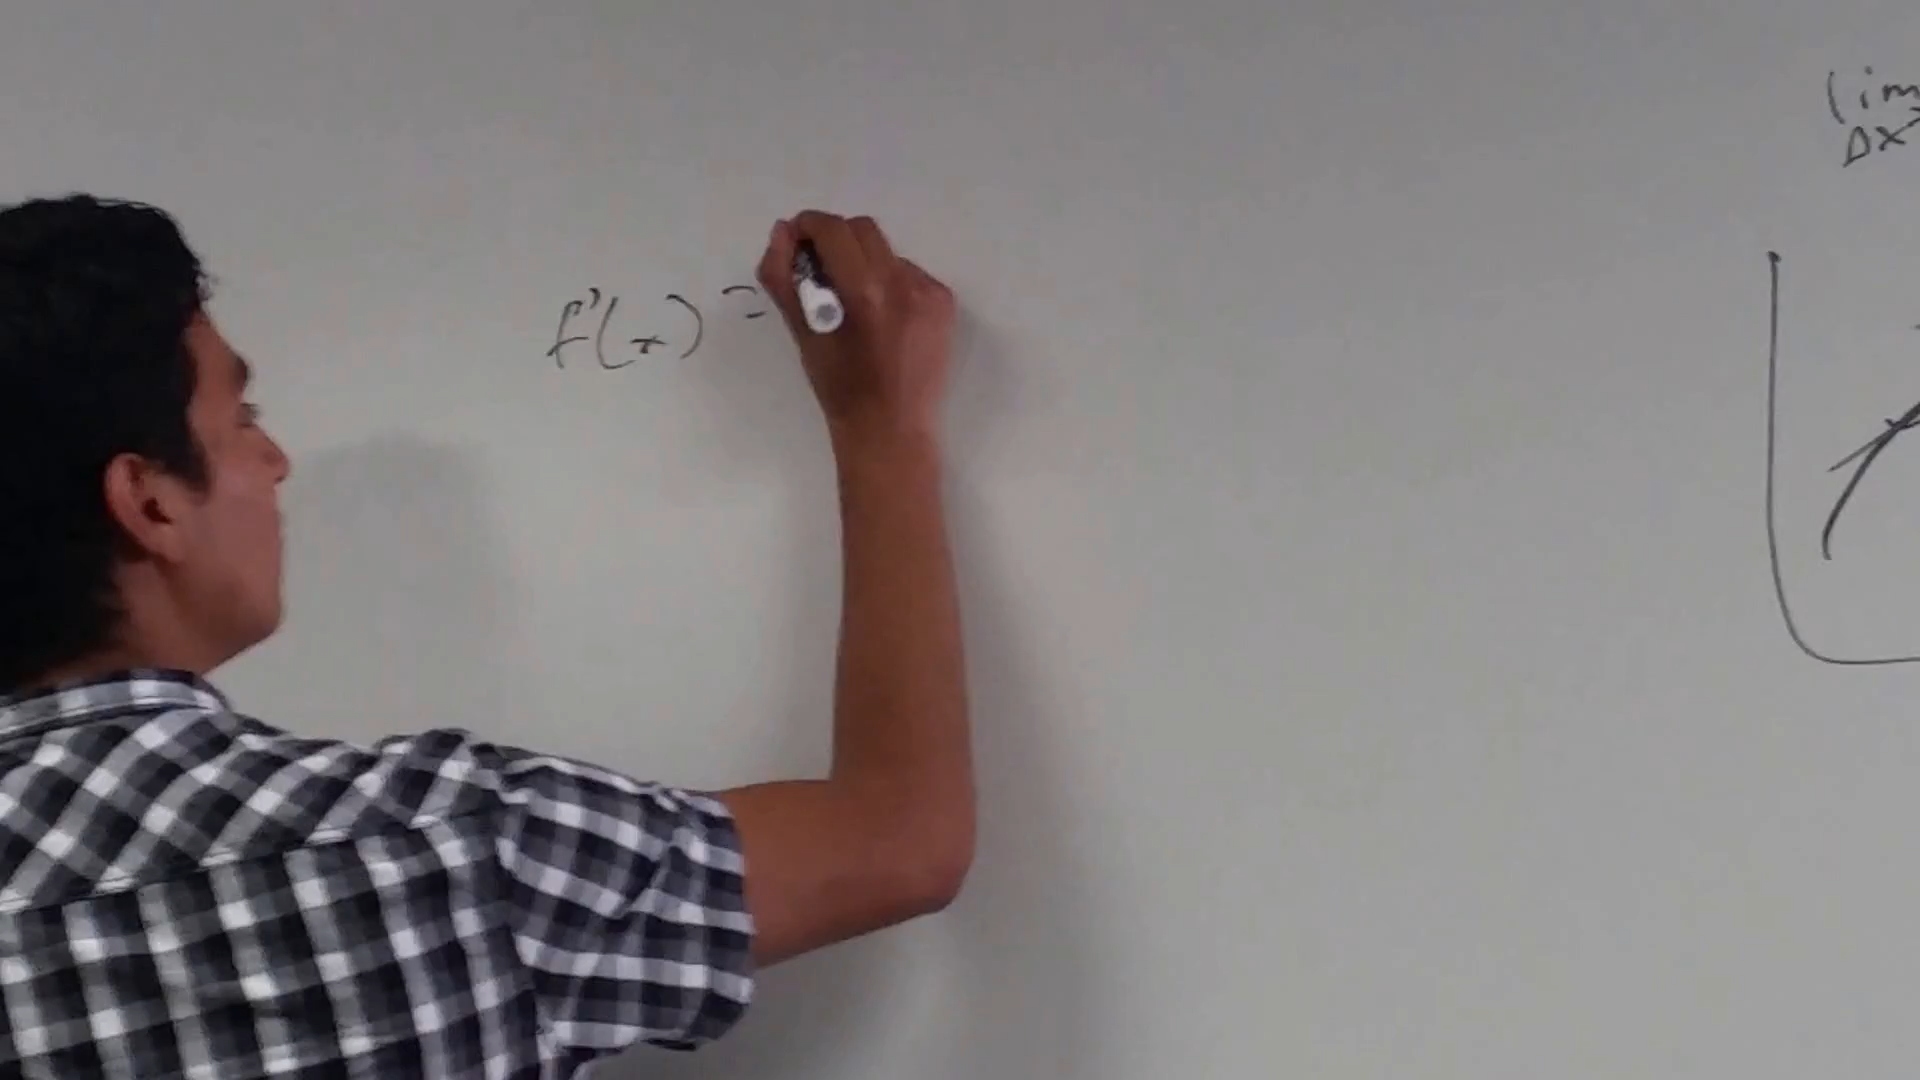 f'(x) =
lim
Δx